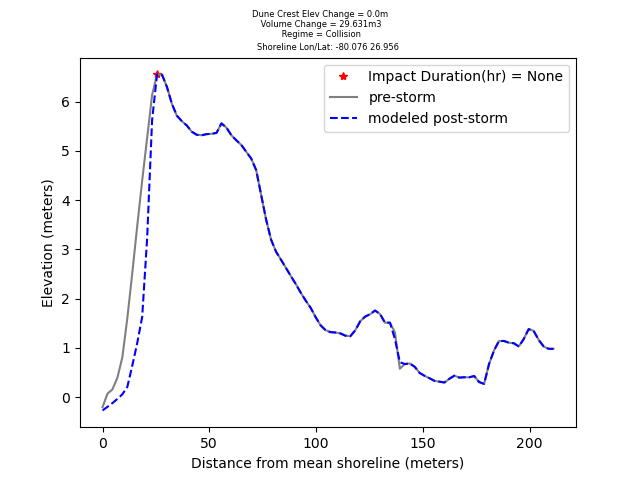 Dune Crest Elev Change = 0.0m
Volume Change = 29.631m3
Regime = Collision
Shoreline Lon/Lat: -80.076 26.956
Impact Duration(hr) = None
pre-storm
modeled post-storm
Elevation (meters)
6
5
4
3
2
1
0
0 50 100 150 200
Distance from mean shoreline (meters)